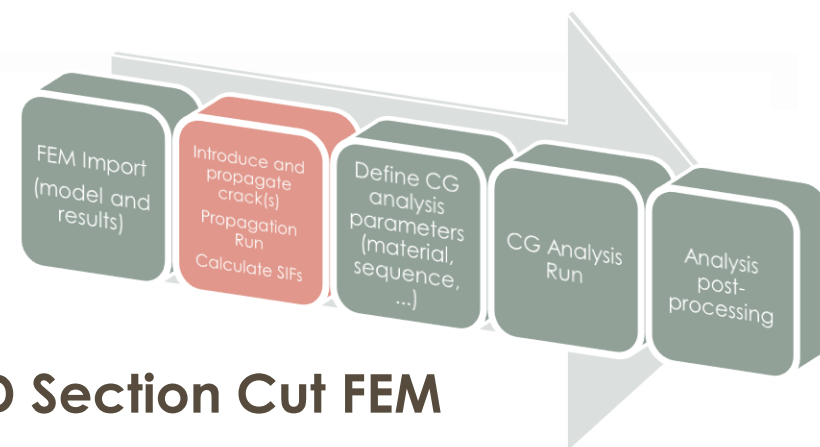 FEM Import
(model and
results)
Introduce and
propagate
crack(s)
Propagation
Run
Calculate SIFs
Define CG
analysis
parameters
(material,
sequence,
...)
CG Analysis
Run
Analysis
post-
processing
Section Cut FEM